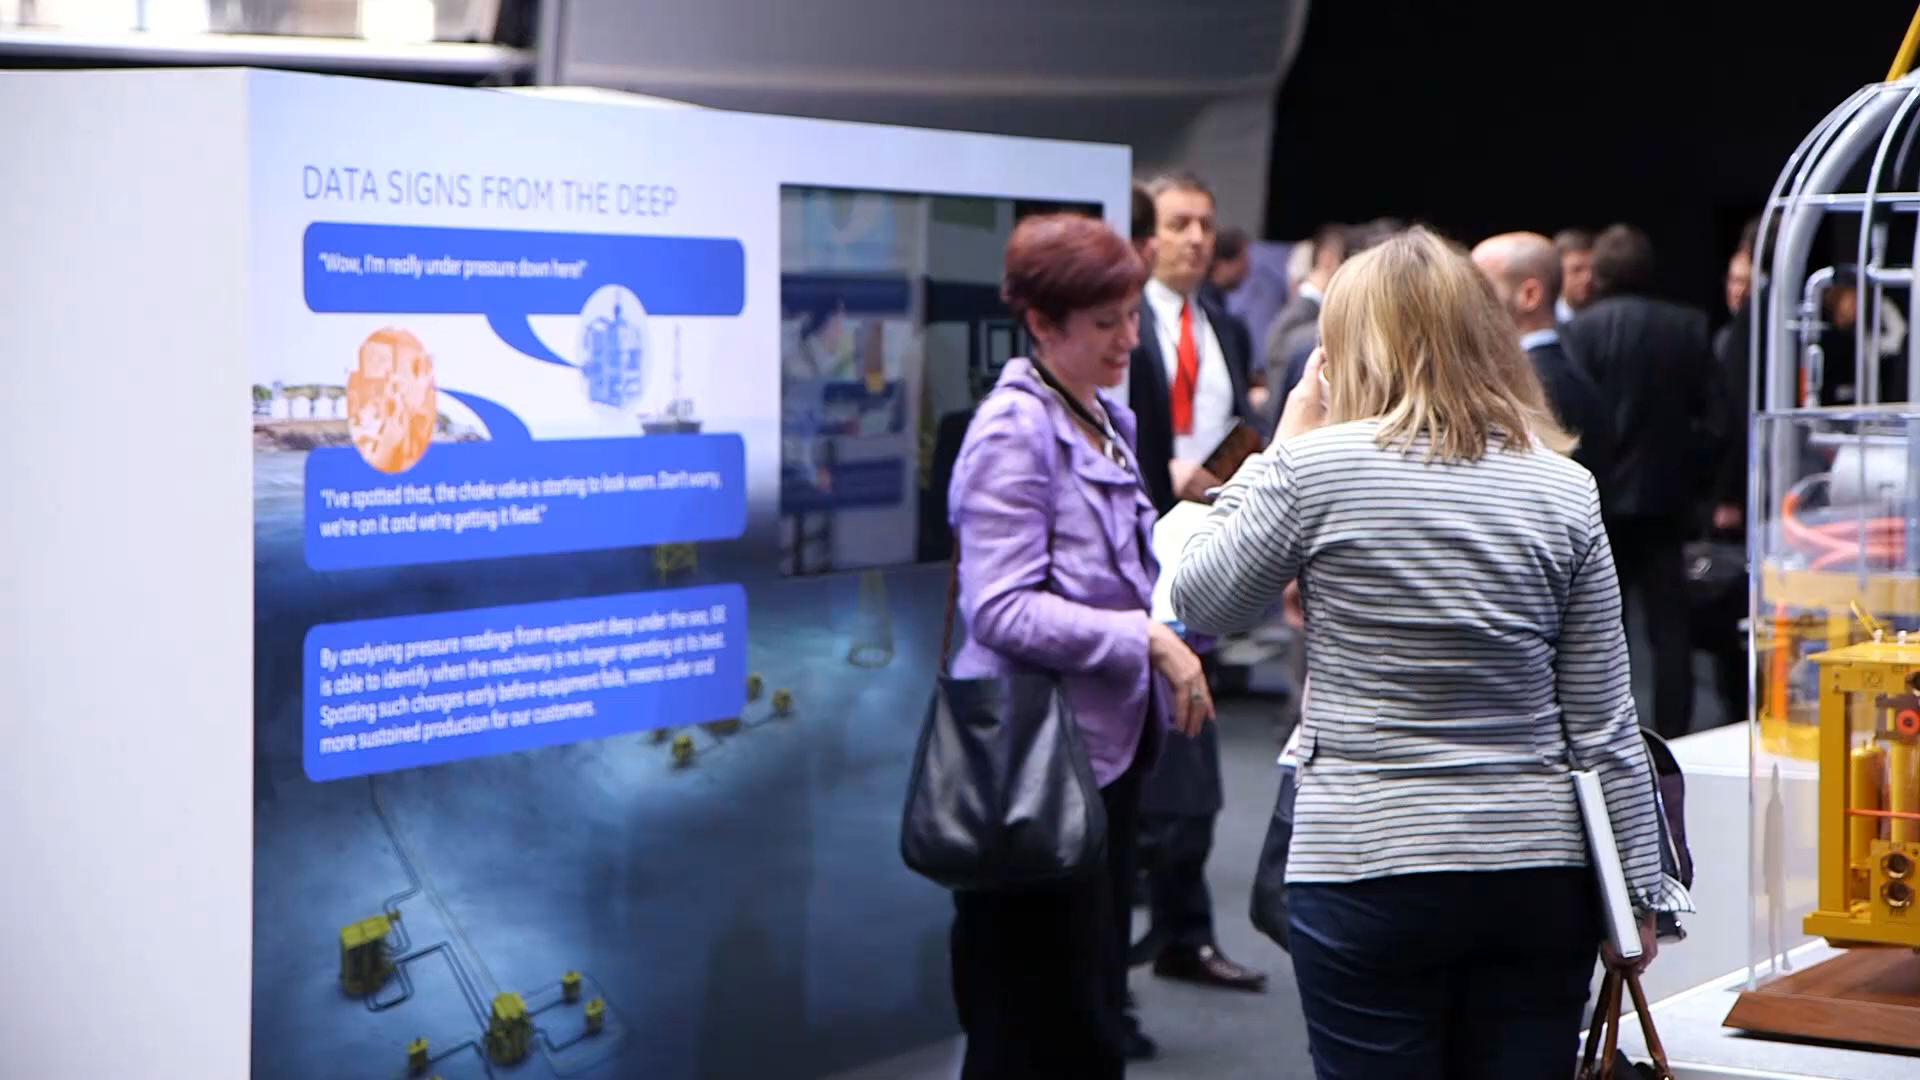 DATA SIGNS FROM THE DEEP
"Wow, I'm really under pressure down here!"
"I've spotted that, the choke valve is starting to look worn. Don't worry,
we're on it and we're getting it fixed."
By analysing pressure readings from equipment deep under the sea, GE
is able to identify when the machinery is no longer operating at its best.
Spotting such changes early before equipment fails, means safer and
more sustained production for our customers.